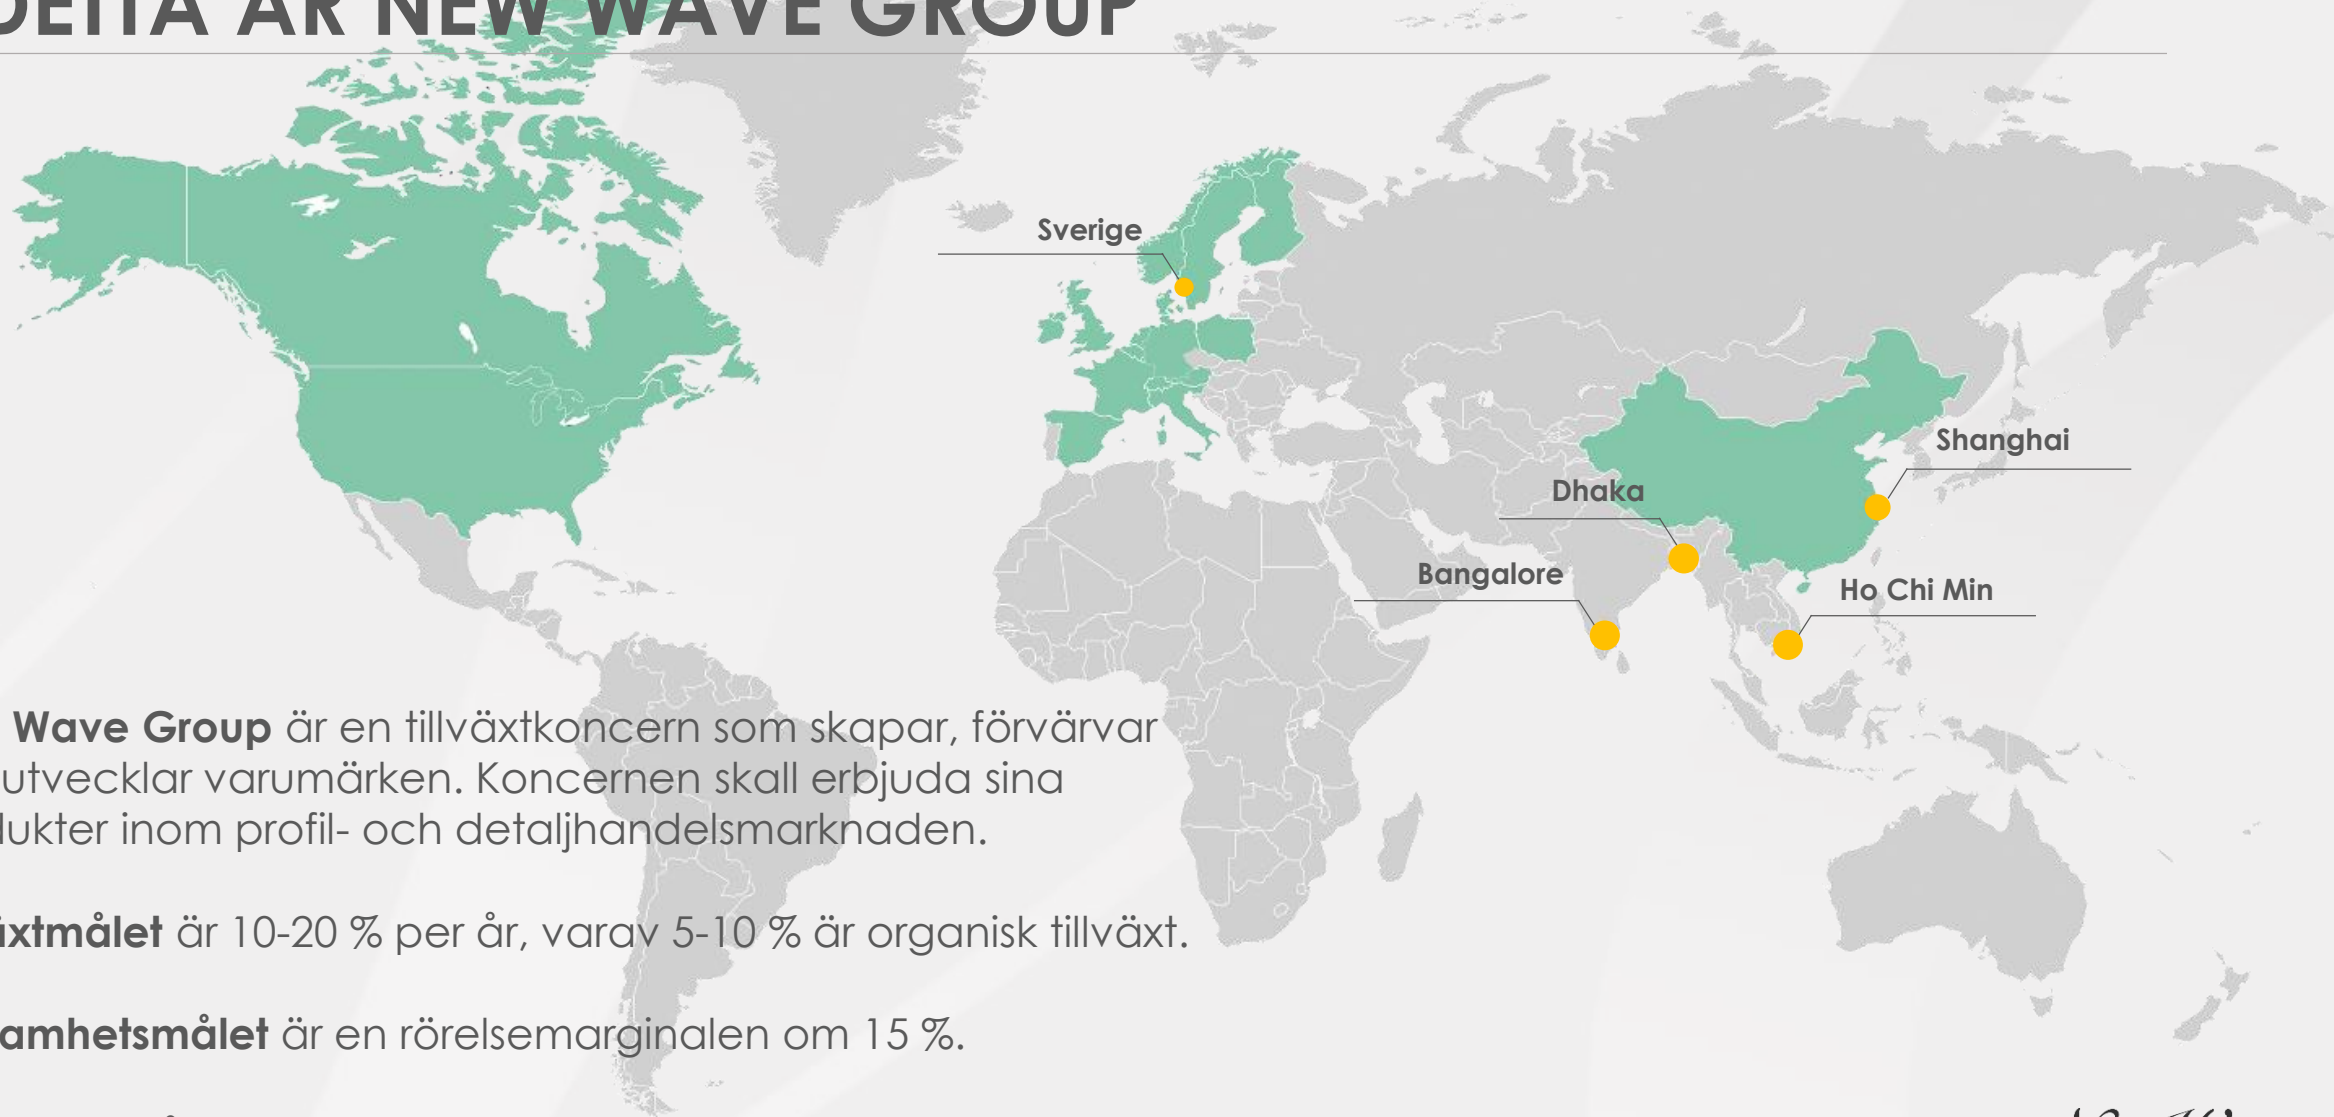 DETTA ÄR NEW WAVE GROUP
Sverige
Shanghai
Dhaka
Bangalore
Ho Chi Min
Wave Group är en tillväxtkoncern som skapar, förvärvar
utvecklar varumärken. Koncernen skall erbjuda sina
dukter inom profil- och detaljhandelsmarknaden.
äxtmålet är 10-20 % per år, varav 5-10 % är organisk tillväxt.
amhetsmålet är en rörelsemarginalen om 15 %.